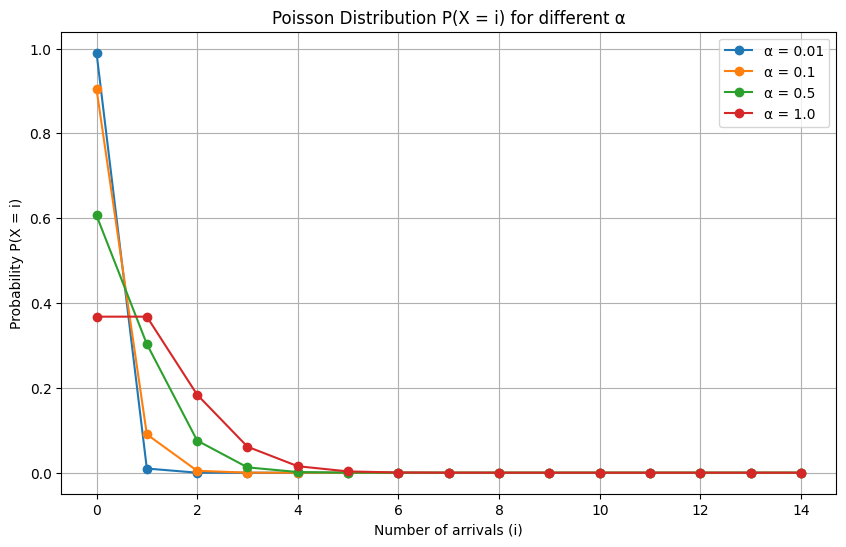 Poisson Distribution P(X = i) for different α
α = 0.01
α = 0.1
α = 0.5
α = 1.0
Probability P(X = i)
1.0
0.8
0.6
0.4
0.2
0.0
0 2 4 6 8 10 12 14
Number of arrivals (i)